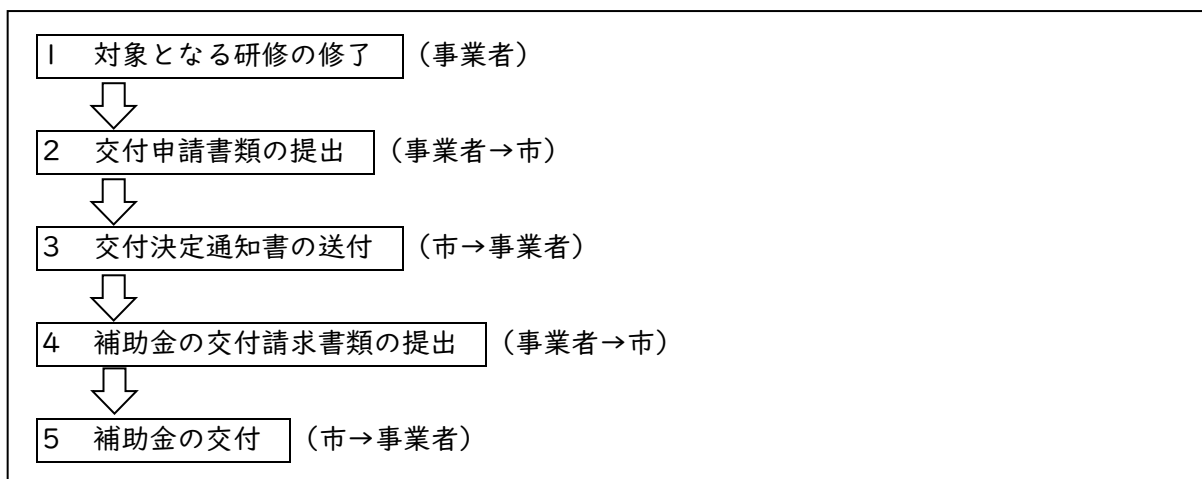 1 対象となる研修の修了 （事業者）
2 交付申請書類の提出 （事業者→市）
3 交付決定通知書の送付 （市→事業者）
4 補助金の交付請求書類の提出 （事業者→市）
5 補助金の交付 （市→事業者）